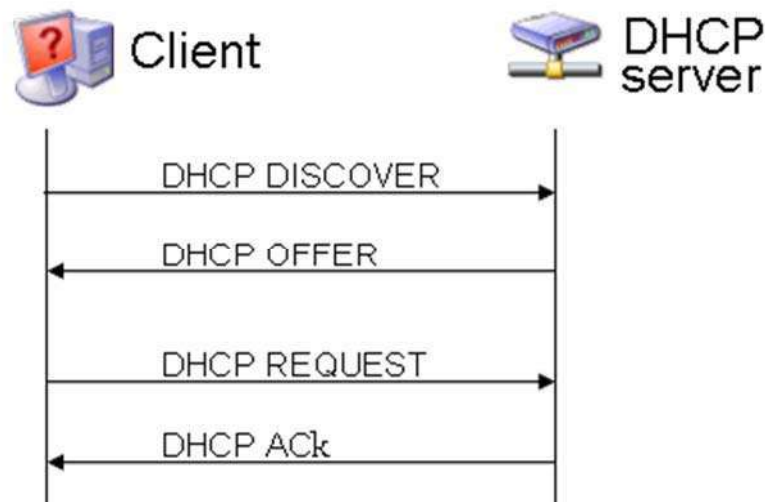 ?
Client
DHCP
server
DHCP DISCOVER
DHCP OFFER
DHCP REQUEST
DHCP ACk